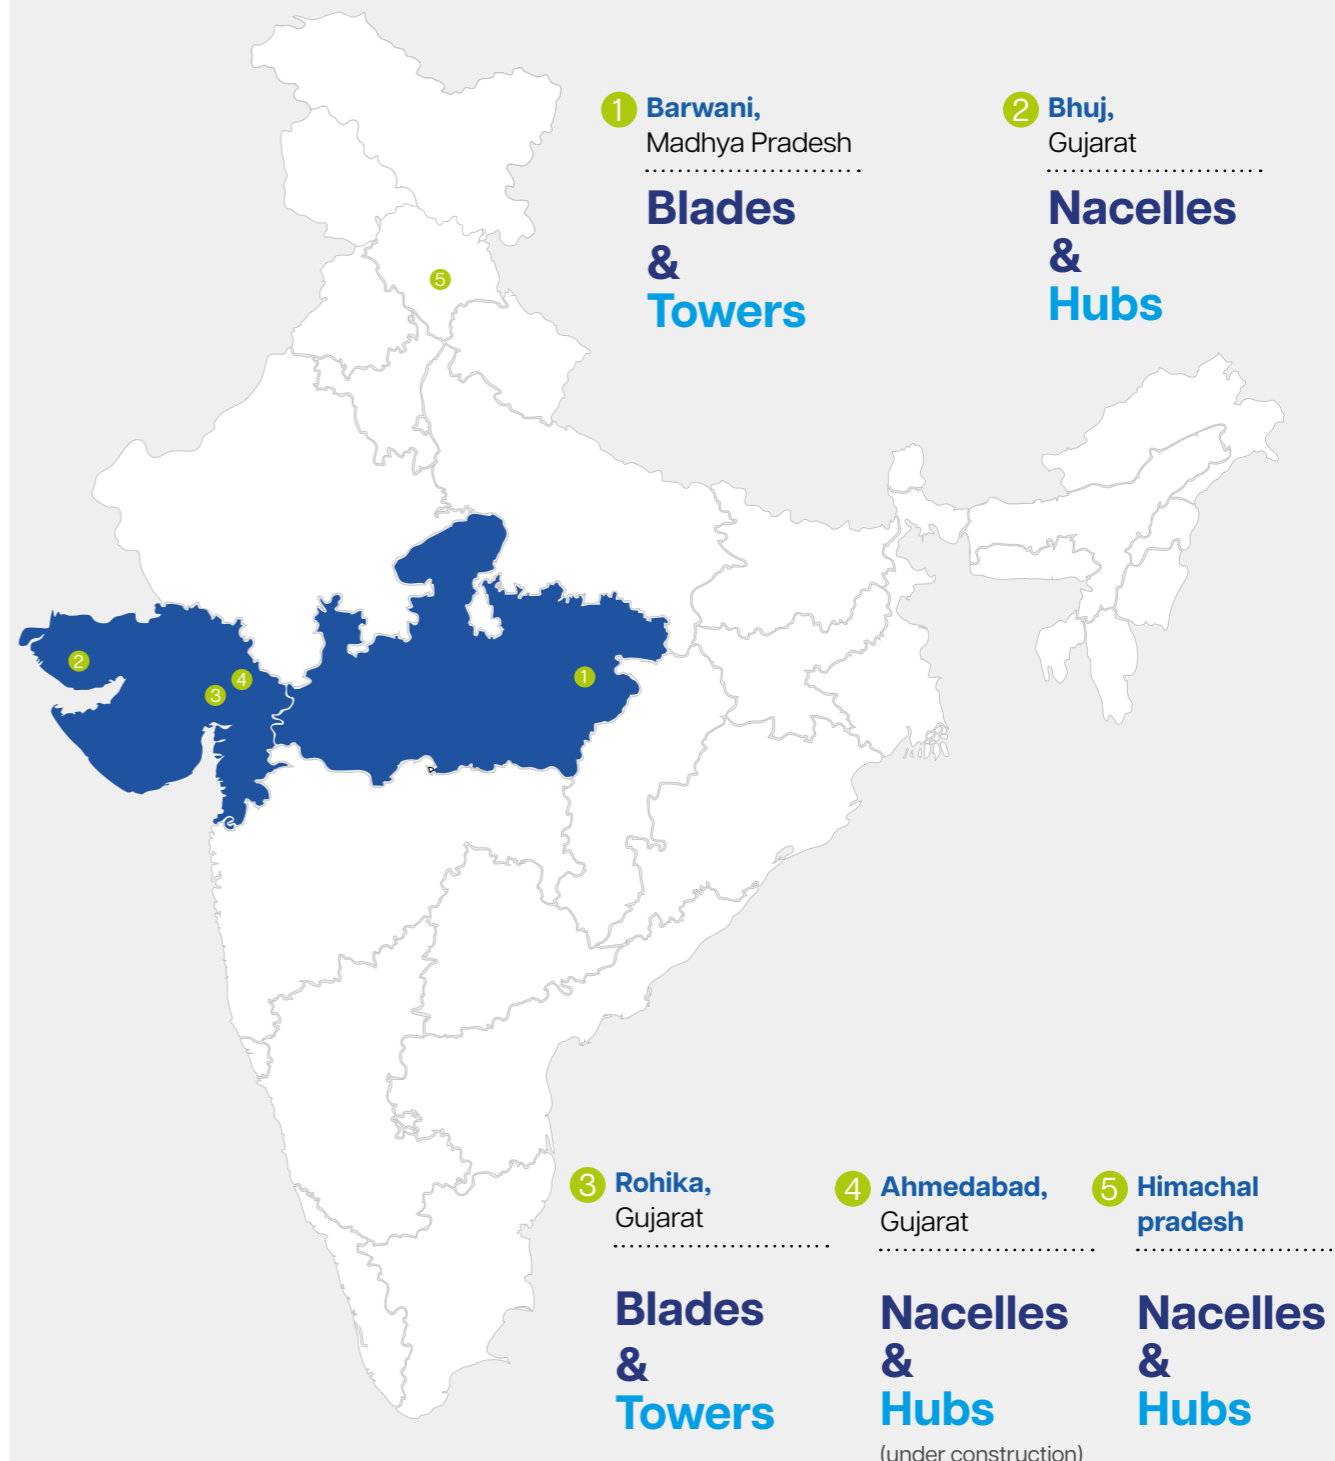 1 Barwani,
Madhya Pradesh
Blades
&
Towers
2 Bhuj,
Gujarat
Nacelles
&
Hubs
5
2
3
4
1
3 Rohika,
Gujarat
Blades
&
Towers
4 Ahmedabad,
Gujarat
Nacelles
&
Hubs
(under construction)
5 Himachal
pradesh
Nacelles
&
Hubs